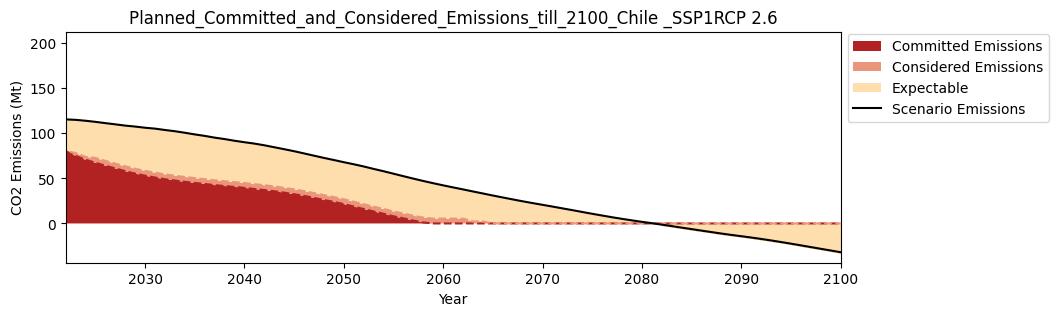 Planned_Committed_and_Considered_Emissions_till_2100_Chile _SSP1RCP 2.6
CO2 Emissions (Mt)
200
150
100
50
0
2030 2040 2050 2060 2070 2080 2090 2100
Year
Committed Emissions
Considered Emissions
Expectable
Scenario Emissions